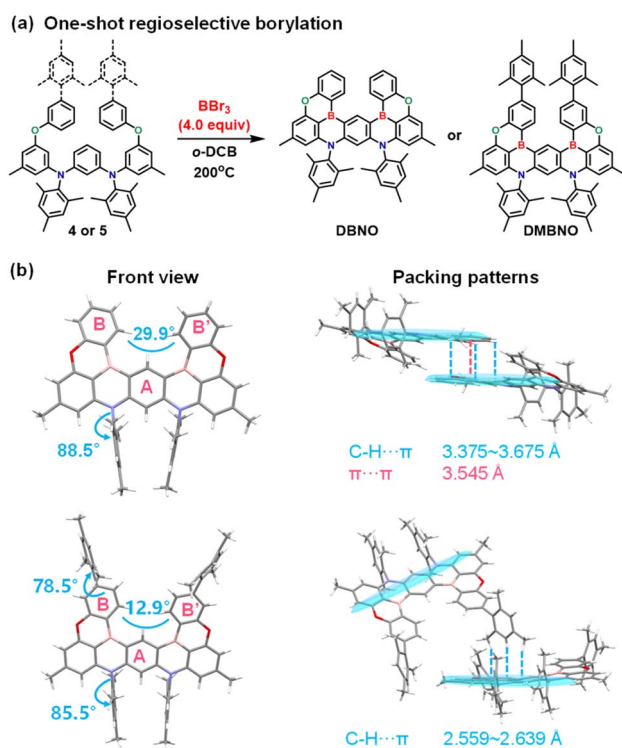 (a) One-shot regioselective borylation
BBr₃
(4.0 equiv)
o-DCB
200°C
or
O O
N N
4 or 5
O O
B B
N N
DBNO
O O
B B
N N
DMBNO
(b) Front view Packing patterns
B B'
29.9°
A
88.5°
C-H···π 3.375~3.675 Å
π···π 3.545 Å
78.5°
B B'
12.9°
A
85.5°
C-H···π 2.559~2.639 Å